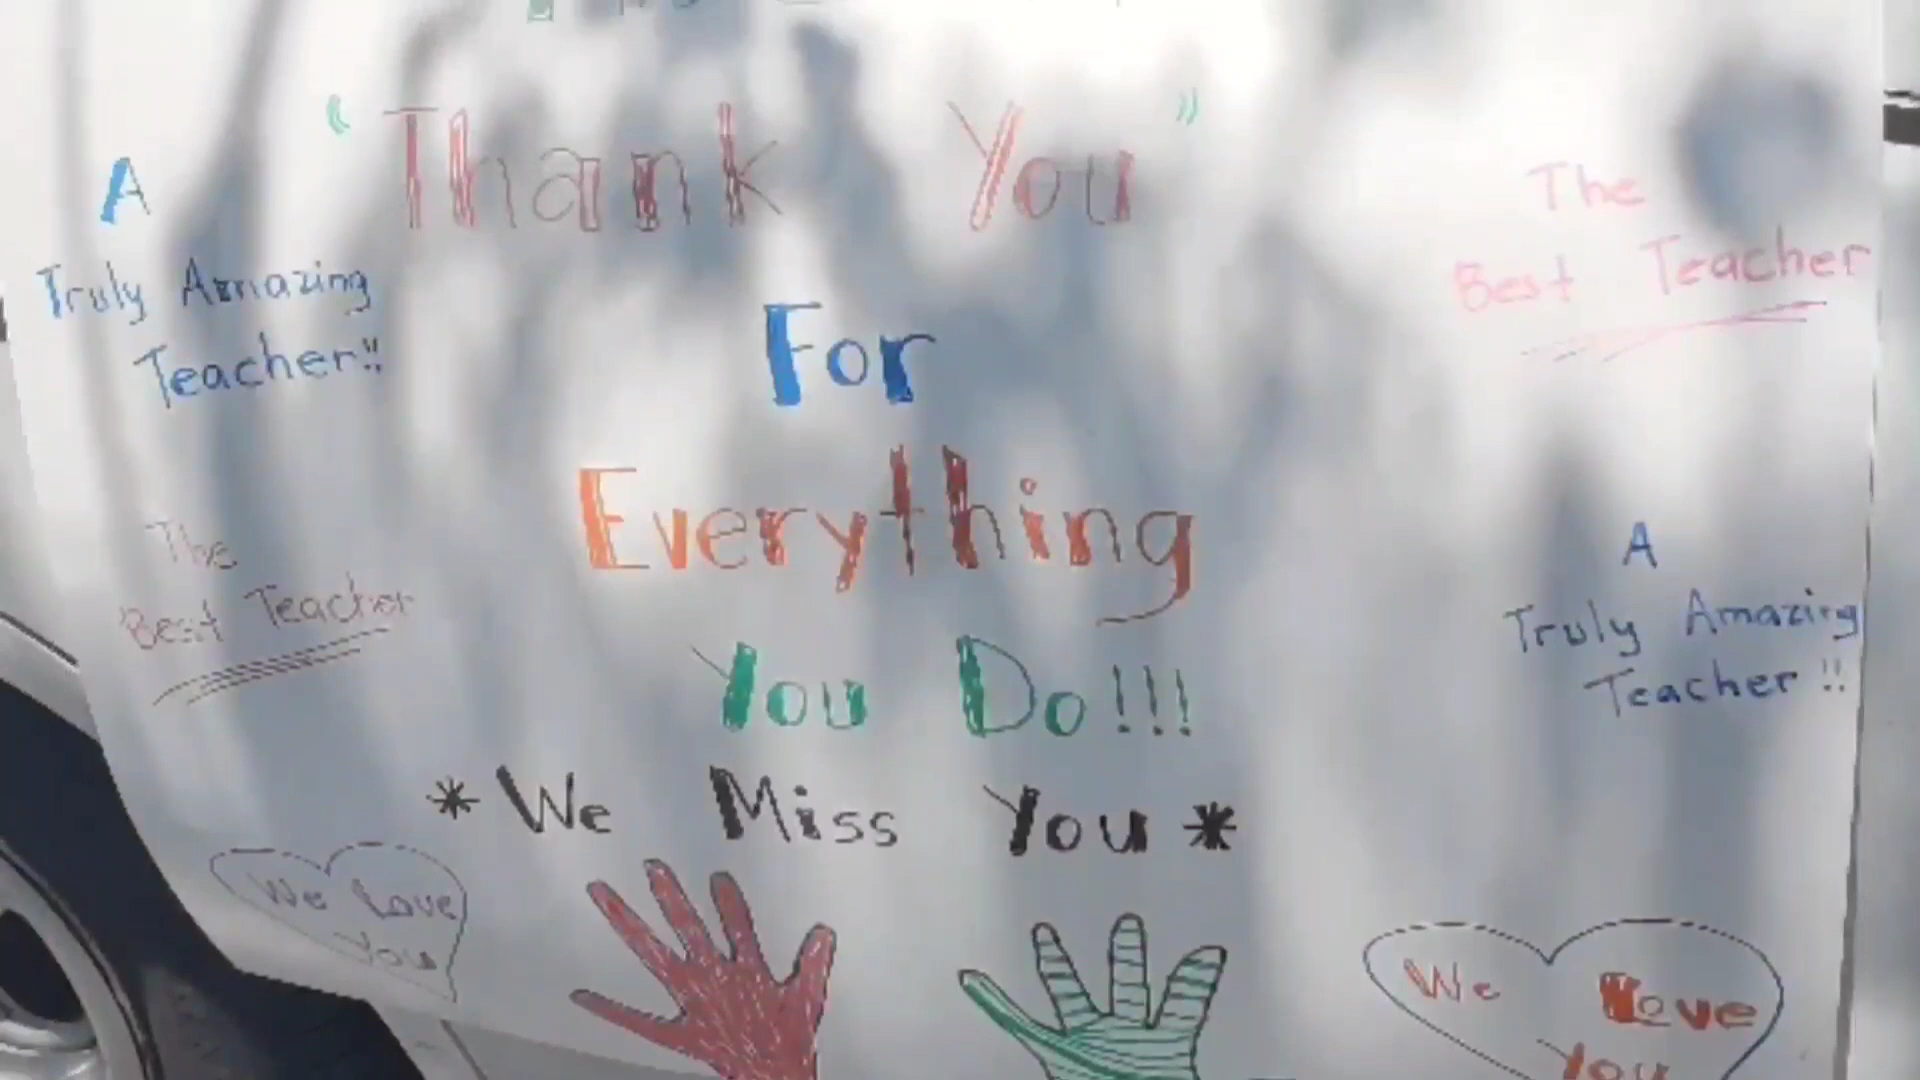 "Thank You"
For
Everything
You Do!!!
* We Miss You *
A
Truly Amazing
Teacher!!
The
Best Teacher
We Love
You
The
Best Teacher
A
Truly Amazing
Teacher!!
We Love
You